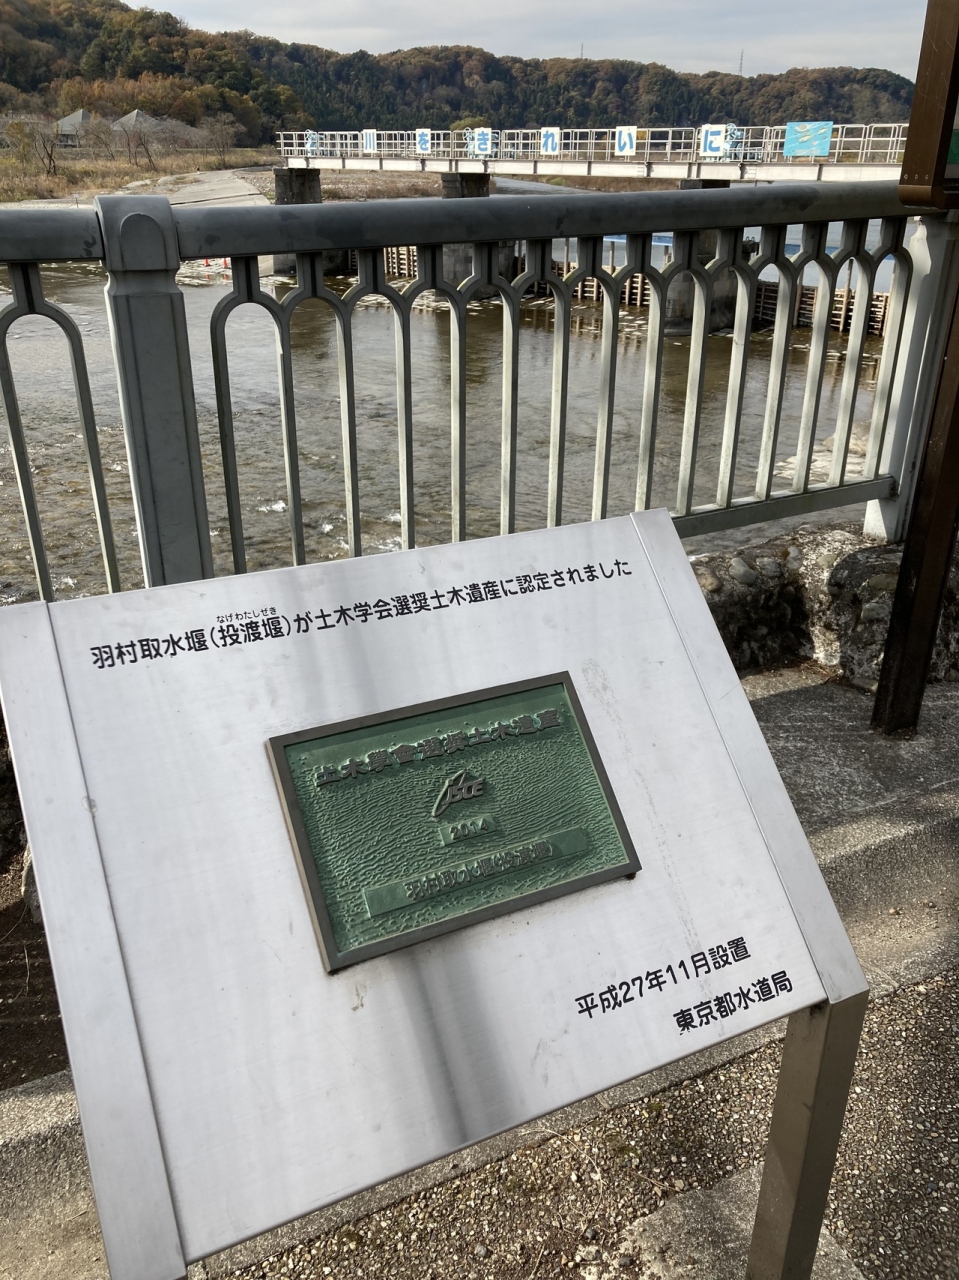 川をきれいに
羽村取水堰(投渡堰)が土木学会選奨土木遺産に認定されました
なげわたしぜき
土木學會選奨土木遺産
JSCE
2014
羽村取水堰(投渡堰)
平成27年11月設置
東京都水道局